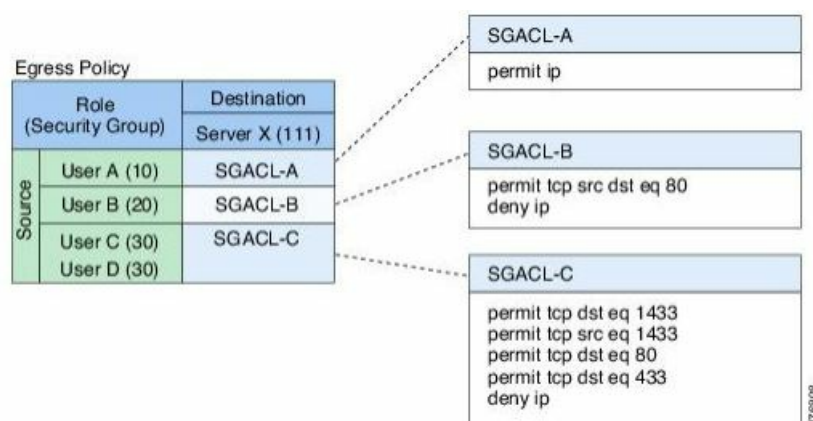 Egress Policy
Role
(Security Group)
Destination
Server X (111)
Source
User A (10)
SGACL-A
User B (20)
SGACL-B
User C (30)
SGACL-C
User D (30)
SGACL-A
permit ip
SGACL-B
permit tcp src dst eq 80
deny ip
SGACL-C
permit tcp dst eq 1433
permit tcp src eq 1433
permit tcp dst eq 80
permit tcp dst eq 433
deny ip